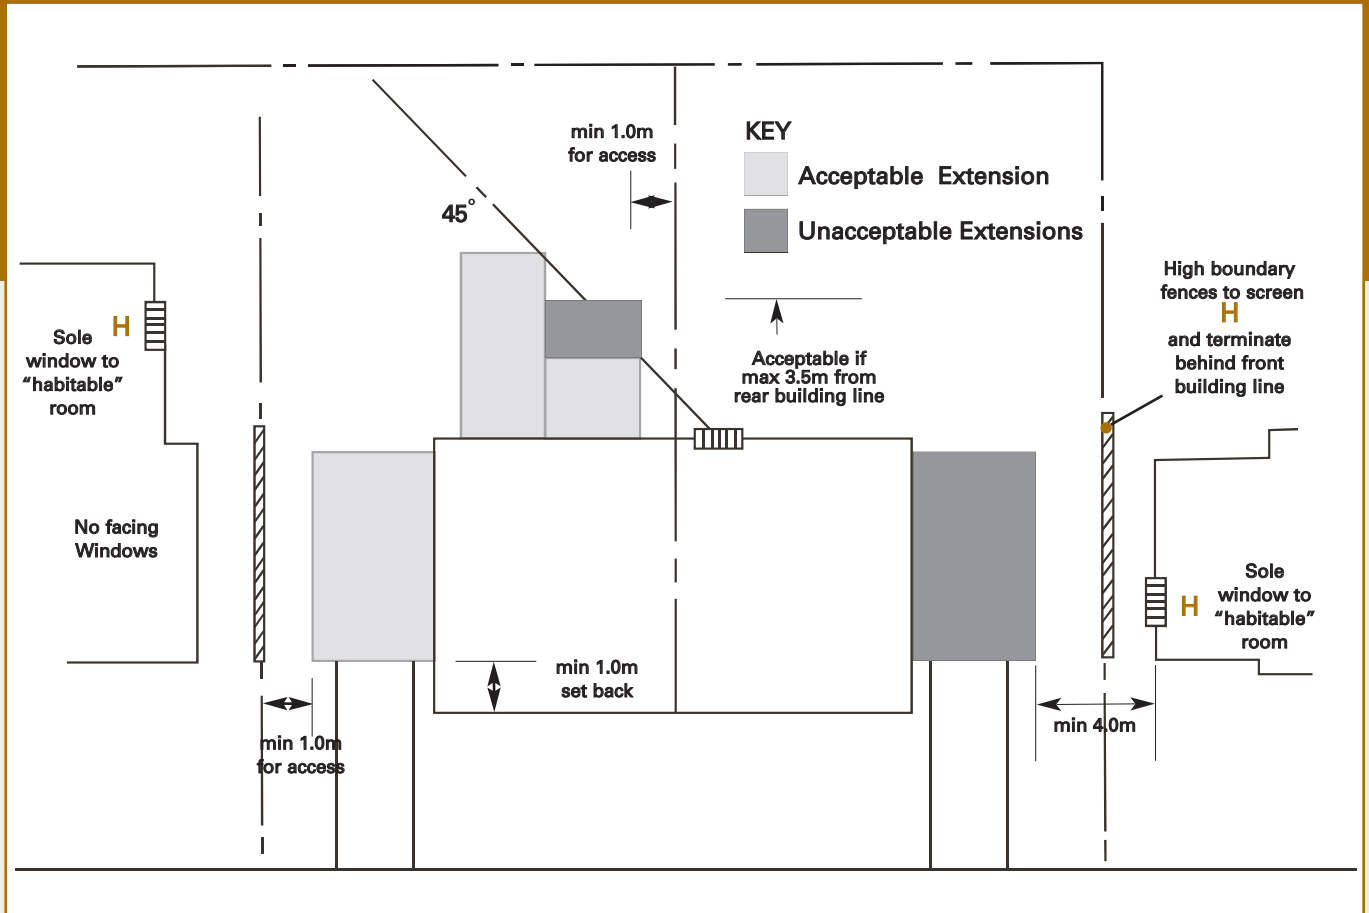 min 1.0m
for access
KEY
Acceptable Extension
Unacceptable Extensions
45°
High boundary
fences to screen
H
and terminate
behind front
building line
H
Sole
window to
“habitable”
room
Acceptable if
max 3.5m from
rear building line
No facing
Windows
Sole
window to
“habitable”
room
H
min 1.0m
set back
min 1.0m
for access
min 4.0m